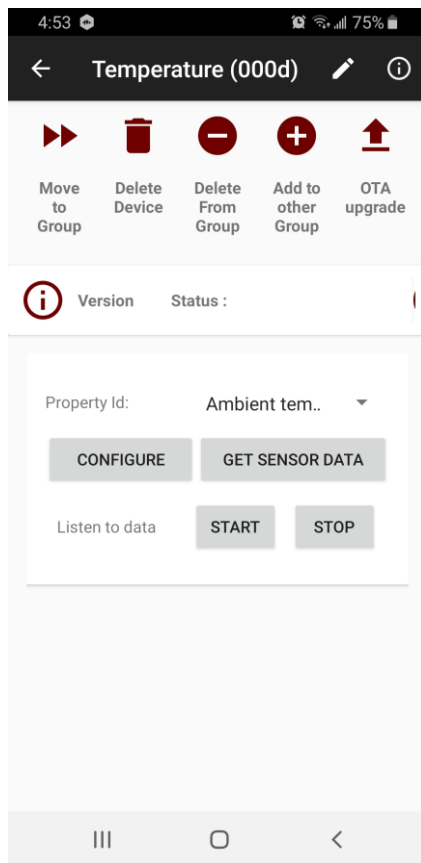 4:53 75%
Temperature (000d)
Move to Group
Delete Device
Delete From Group
Add to other Group
OTA upgrade
Version Status :
Property Id: Ambient tem..
CONFIGURE GET SENSOR DATA
Listen to data START STOP